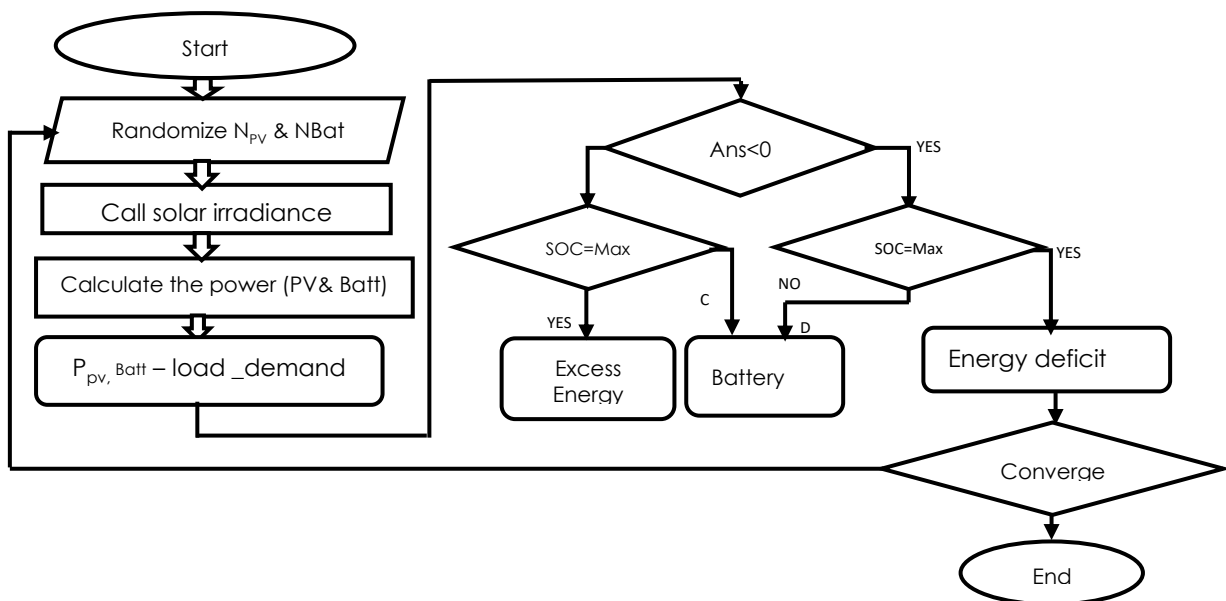 Start
Randomize N_PV & NBat
Call solar irradiance
Calculate the power (PV& Batt)
P_pv, Batt – load _demand
Ans<0
YES
SOC=Max
C
YES
Excess
Energy
SOC=Max
YES
NO
D
Battery
Energy deficit
Converge
End